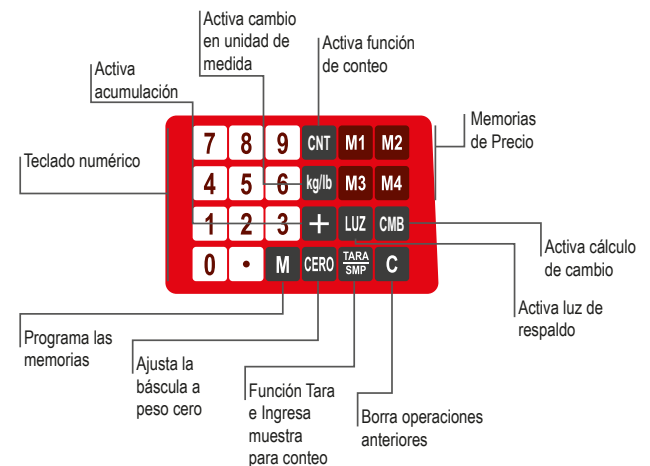 Activa cambio
en unidad de
medida
Activa función
de conteo
Activa
acumulación
Memorias
de Precio
Teclado numérico
7 8 9 CNT M1 M2
4 5 6 kg/lb M3 M4
1 2 3 + LUZ CMB
0 . M CERO TARA C
SMP
Activa cálculo
de cambio
Activa luz de
respaldo
Programa las
memorias
Ajusta la
báscula a
peso cero
Función Tara
e Ingresa
muestra
para conteo
Borra operaciones
anteriores